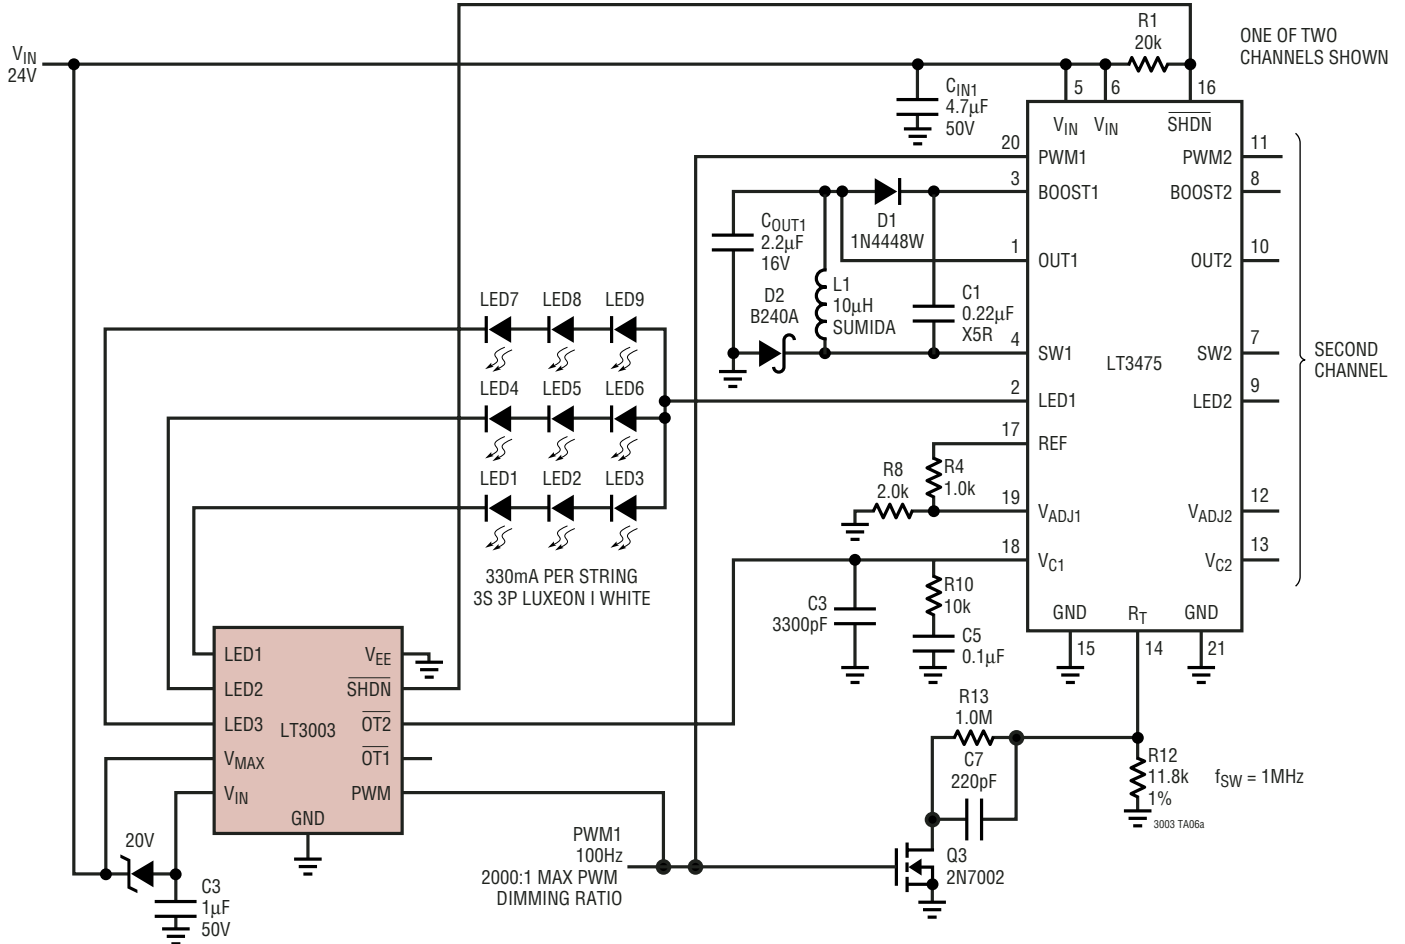 VIN
24V
R1
20k
ONE OF TWO
CHANNELS SHOWN
CIN1
4.7µF
50V
5
6
16
VIN
VIN
SHDN
20
PWM1
PWM2
11
3
BOOST1
BOOST2
8
COUT1
2.2µF
16V
D1
1N4448W
1
OUT1
OUT2
10
D2
B240A
L1
10µH
SUMIDA
C1
0.22µF
X5R
4
SW1
SW2
7
LT3475
SECOND
CHANNEL
2
LED1
LED2
9
17
REF
R8
2.0k
R4
1.0k
19
VADJ1
VADJ2
12
18
VC1
VC2
13
LED7
LED8
LED9
LED4
LED5
LED6
LED1
LED2
LED3
330mA PER STRING
3S 3P LUXEON I WHITE
C3
3300pF
R10
10k
C5
0.1µF
GND
RT
GND
15
14
21
LED1
VEE
LED2
SHDN
LED3
LT3003
OT2
VMAX
OT1
VIN
PWM
GND
20V
C3
1µF
50V
PWM1
100Hz
2000:1 MAX PWM
DIMMING RATIO
R13
1.0M
C7
220pF
Q3
2N7002
R12
11.8k
1%
fSW = 1MHz
3003 TA06a